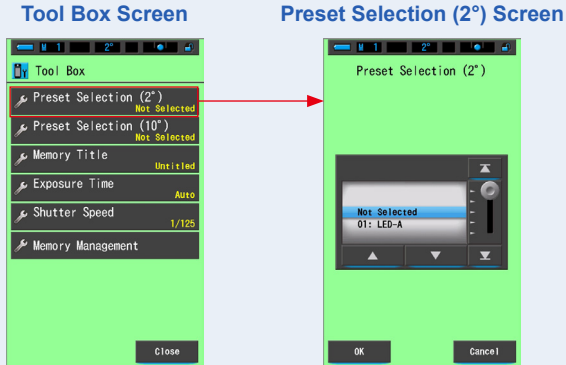 Tool Box Screen
Preset Selection (2°) Screen
M 1 2°
Tool Box
Preset Selection (2°)
Not Selected
Preset Selection (10°)
Not Selected
Memory Title
Untitled
Exposure Time
Auto
Shutter Speed
1/125
Memory Management
Close
M 1 2°
Preset Selection (2°)
Not Selected
01: LED-A
OK Cancel